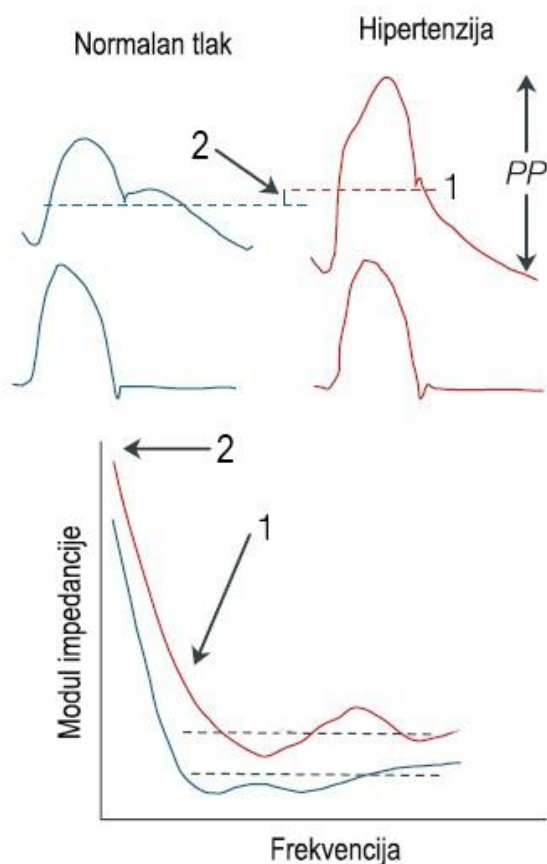 Normalan tlak
Hipertenzija
2
1
PP
2
1
Modul impedancije
Frekvencija